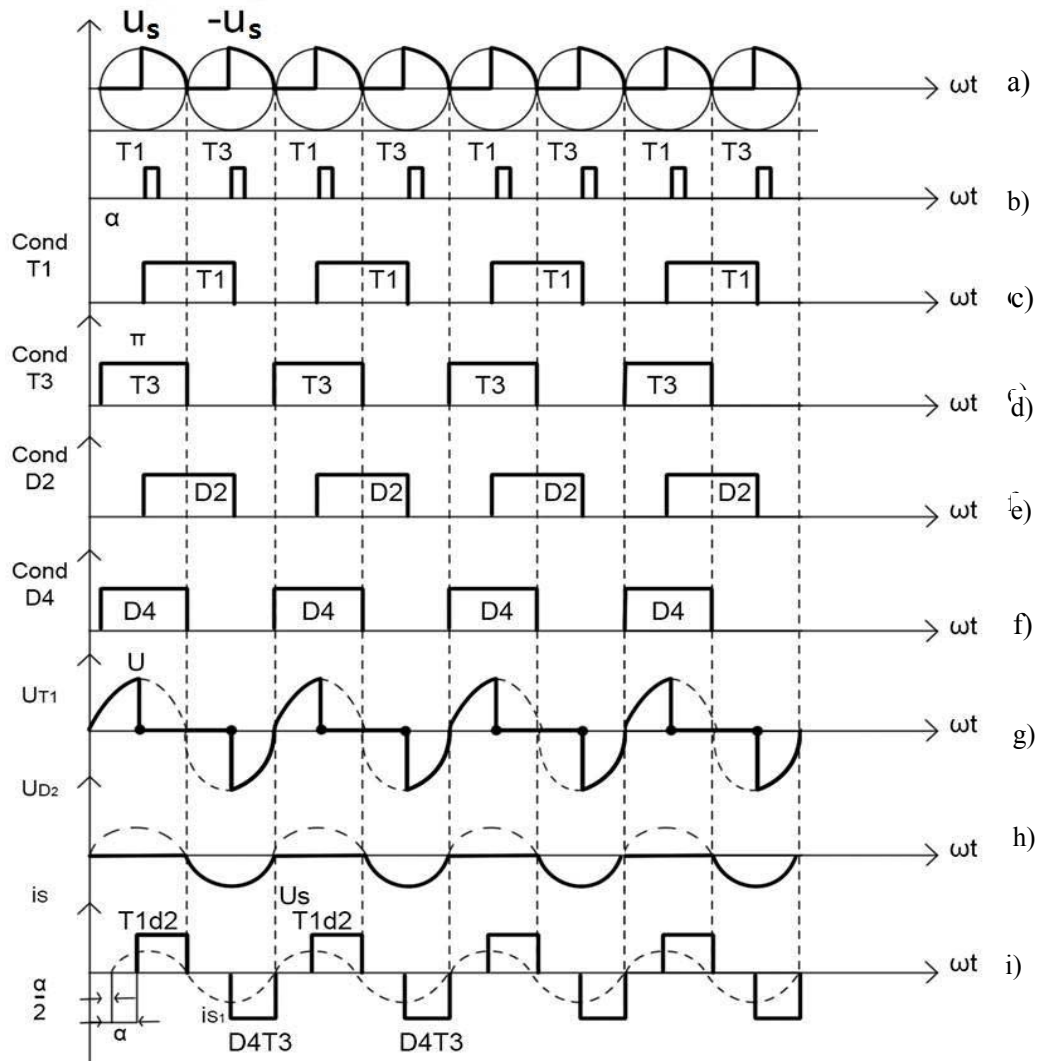 us -us
ωt a)
T1 T3 T1 T3 T1 T3 T1 T3
ωt b)
α
Cond
T1
T1 T1 T1 T1
ωt c)
π
Cond
T3
T3 T3 T3 T3
ωt d)
Cond
D2
D2 D2 D2 D2
ωt e)
Cond
D4
D4 D4 D4 D4
ωt f)
U
UT1
ωt g)
UD2
ωt h)
is
Us
T1d2 T1d2
ωt i)
α
2
α
is1
D4T3 D4T3